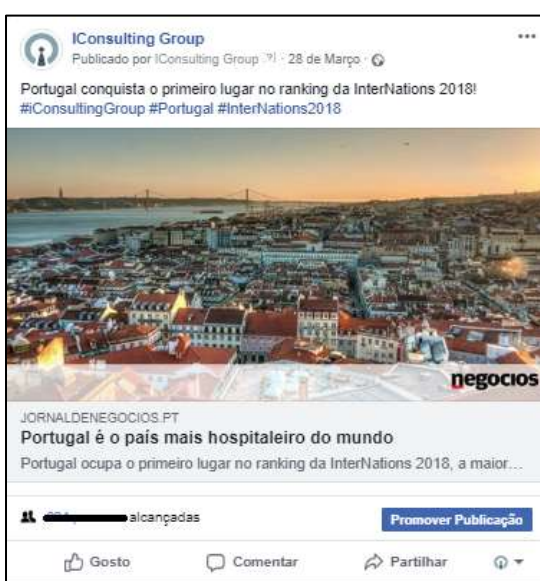 IConsulting Group
Publicado por IConsulting Group [?] · 28 de Março ·
Portugal conquista o primeiro lugar no ranking da InterNations 2018!
#iConsultingGroup #Portugal #InterNations2018
negocios
JORNALDENEGOCIOS.PT
Portugal é o país mais hospitaleiro do mundo
Portugal ocupa o primeiro lugar no ranking da InterNations 2018, a maior...
alcançadas
Promover Publicação
Gosto
Comentar
Partilhar